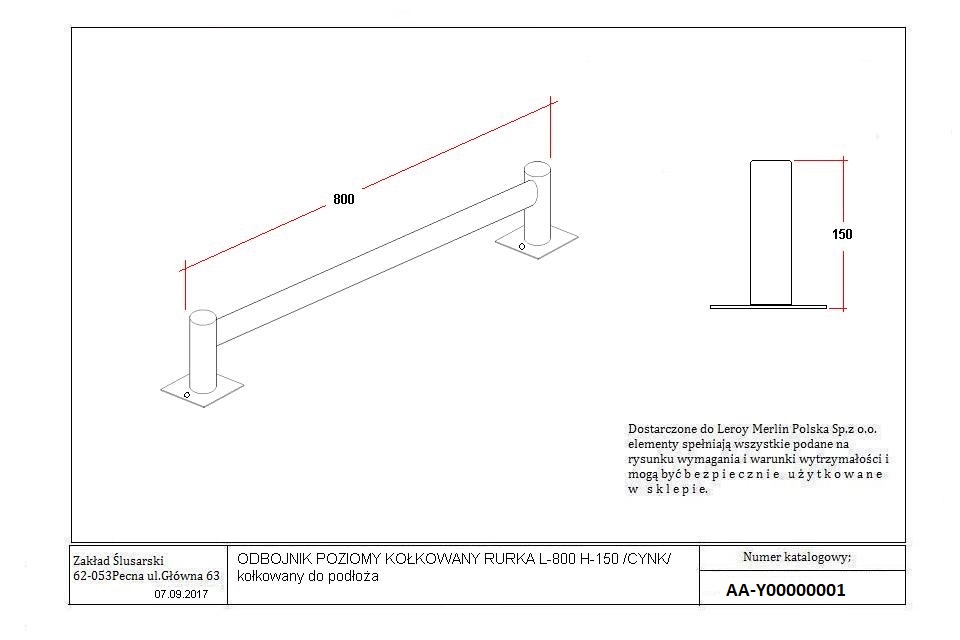 800
150
Dostarczone do Leroy Merlin Polska Sp.z o.o.
elementy spełniają wszystkie podane na
rysunku wymagania i warunki wytrzymałości i
mogą być b e z p i e c z n i e u ż y t k o w a n e
w s k l e p i e.
Zakład Ślusarski
62-053Pecna ul.Główna 63
07.09.2017
ODBOJNIK POZIOMY KOŁKOWANY RURKA L-800 H-150 /CYNK/
kołkowany do podłoża
Numer katalogowy;
AA-Y00000001